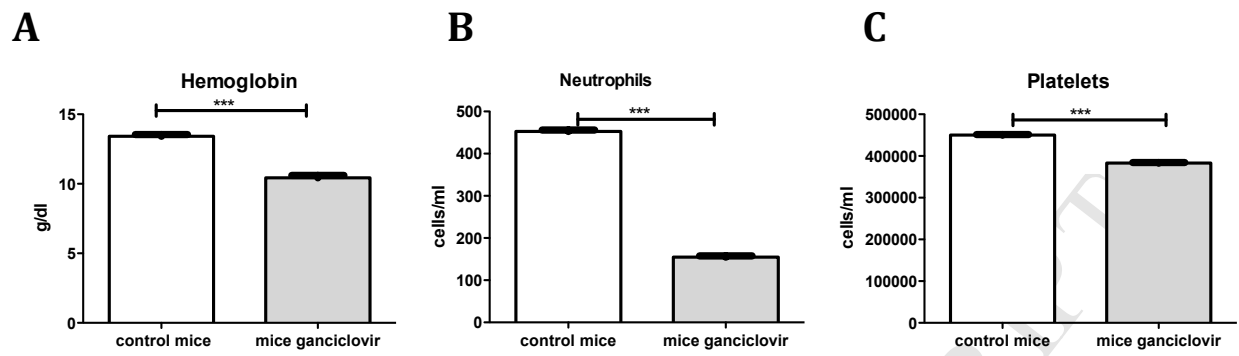 A
B
C
Hemoglobin
***
15
10
5
0
g/dl
control mice
mice ganciclovir
Neutrophils
***
500
400
300
200
100
0
cells/ml
control mice
mice ganciclovir
Platelets
***
500000
400000
300000
200000
100000
0
cells/ml
control mice
mice ganciclovir